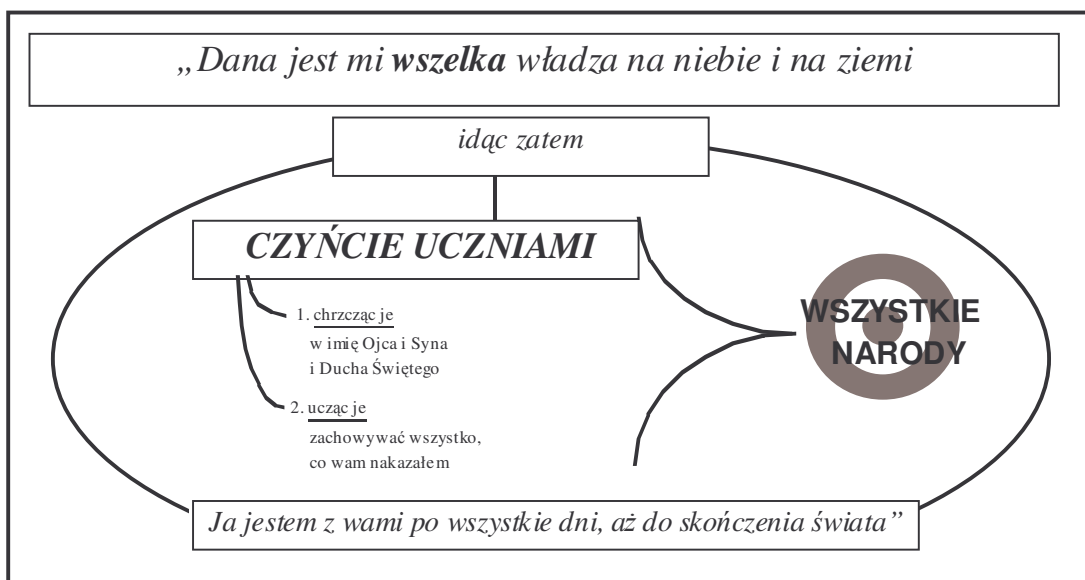 „Dana jest mi wszelka władza na niebie i na ziemi
idąc zatem
CZYŃCIE UCZNIAMI
1. chrzcząc je
w imię Ojca i Syna
i Ducha Świętego
2. ucząc je
zachowywać wszystko,
co wam nakazałem
WSZYSTKIE
NARODY
Ja jestem z wami po wszystkie dni, aż do skończenia świata”